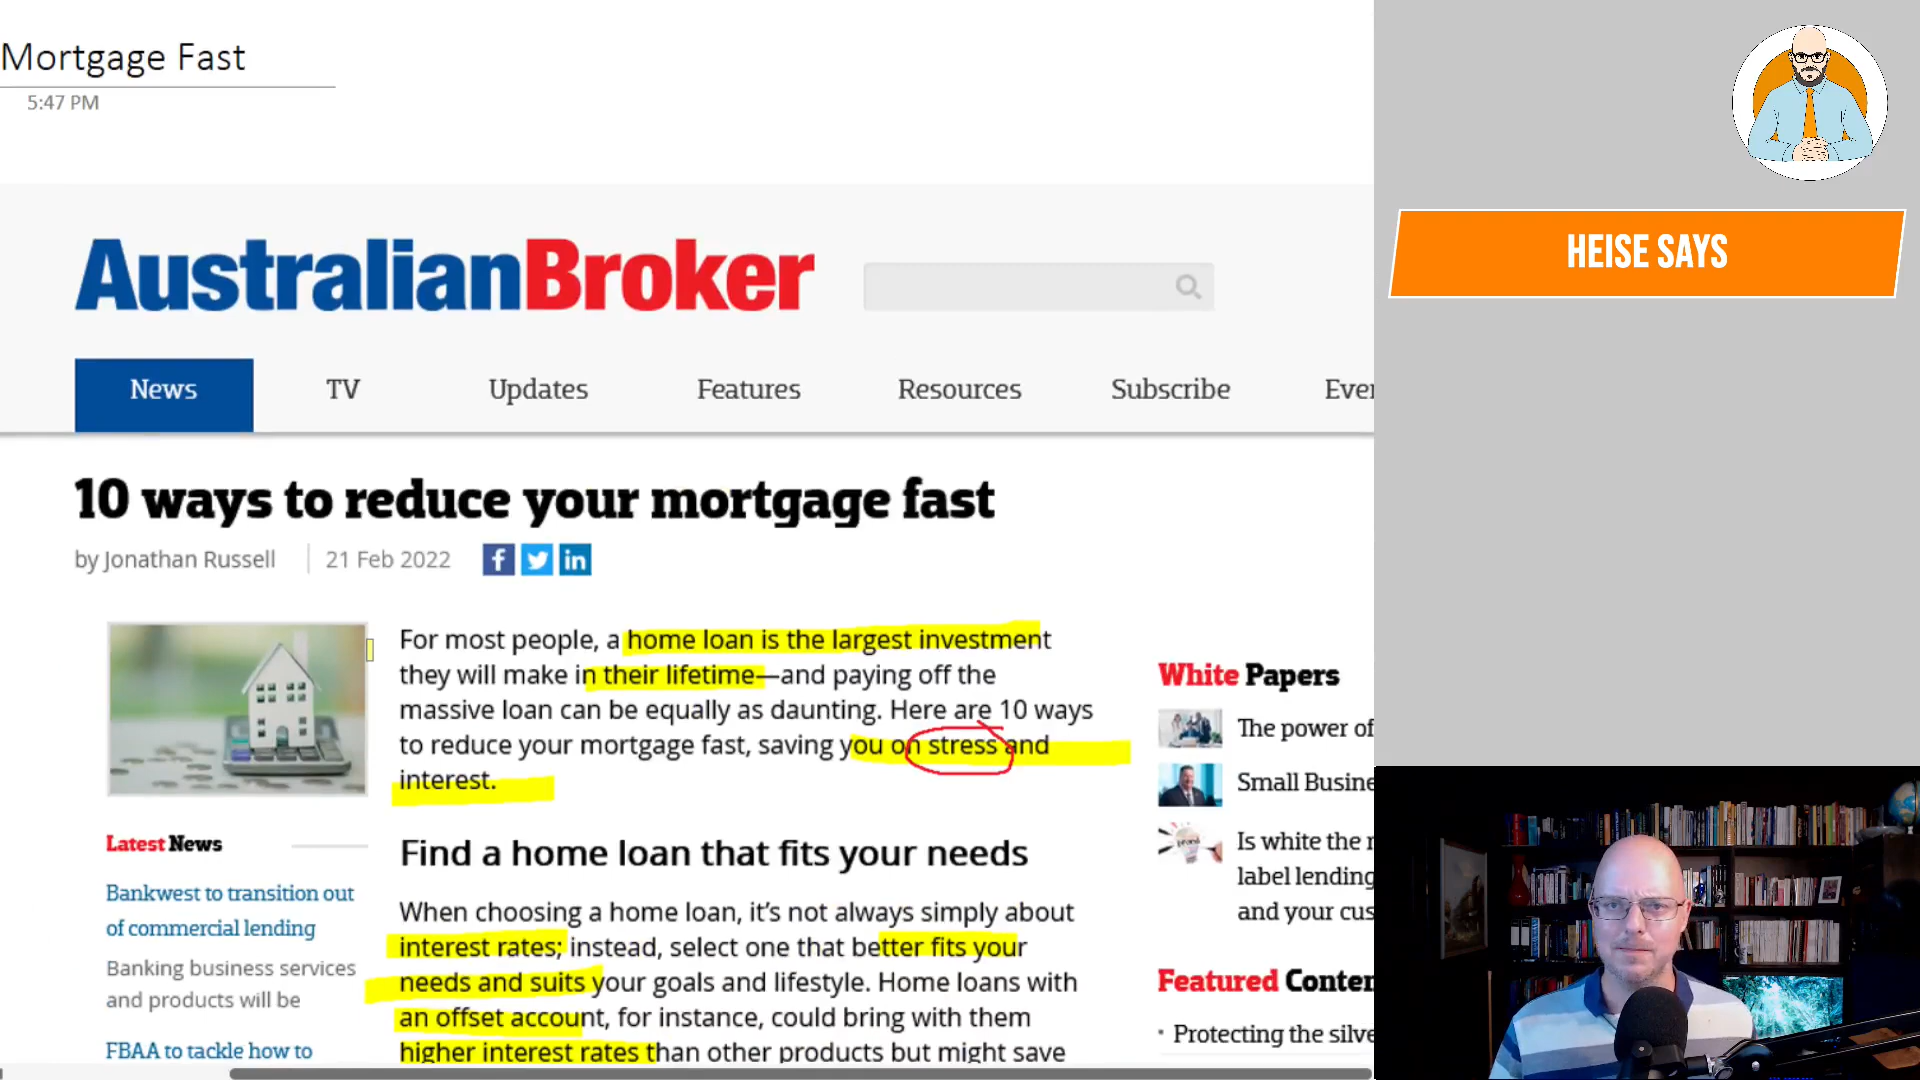 Mortgage Fast
5:47 PM
AustralianBroker
News
TV
Updates
Features
Resources
Subscribe
10 ways to reduce your mortgage fast
by Jonathan Russell
21 Feb 2022
For most people, a home loan is the largest investment
they will make in their lifetime—and paying off the
massive loan can be equally as daunting. Here are 10 ways
to reduce your mortgage fast, saving you on stress and
interest.
Find a home loan that fits your needs
When choosing a home loan, it's not always simply about
interest rates; instead, select one that better fits your
needs and suits your goals and lifestyle. Home loans with
an offset account, for instance, could bring with them
higher interest rates than other products but might save
Latest News
Bankwest to transition out
of commercial lending
Banking business services
and products will be
FBAA to tackle how to
White Papers
The power of
Small Busine
Is white the
label lending
and your cus
Featured Conten
Protecting the silve
HEISE SAYS